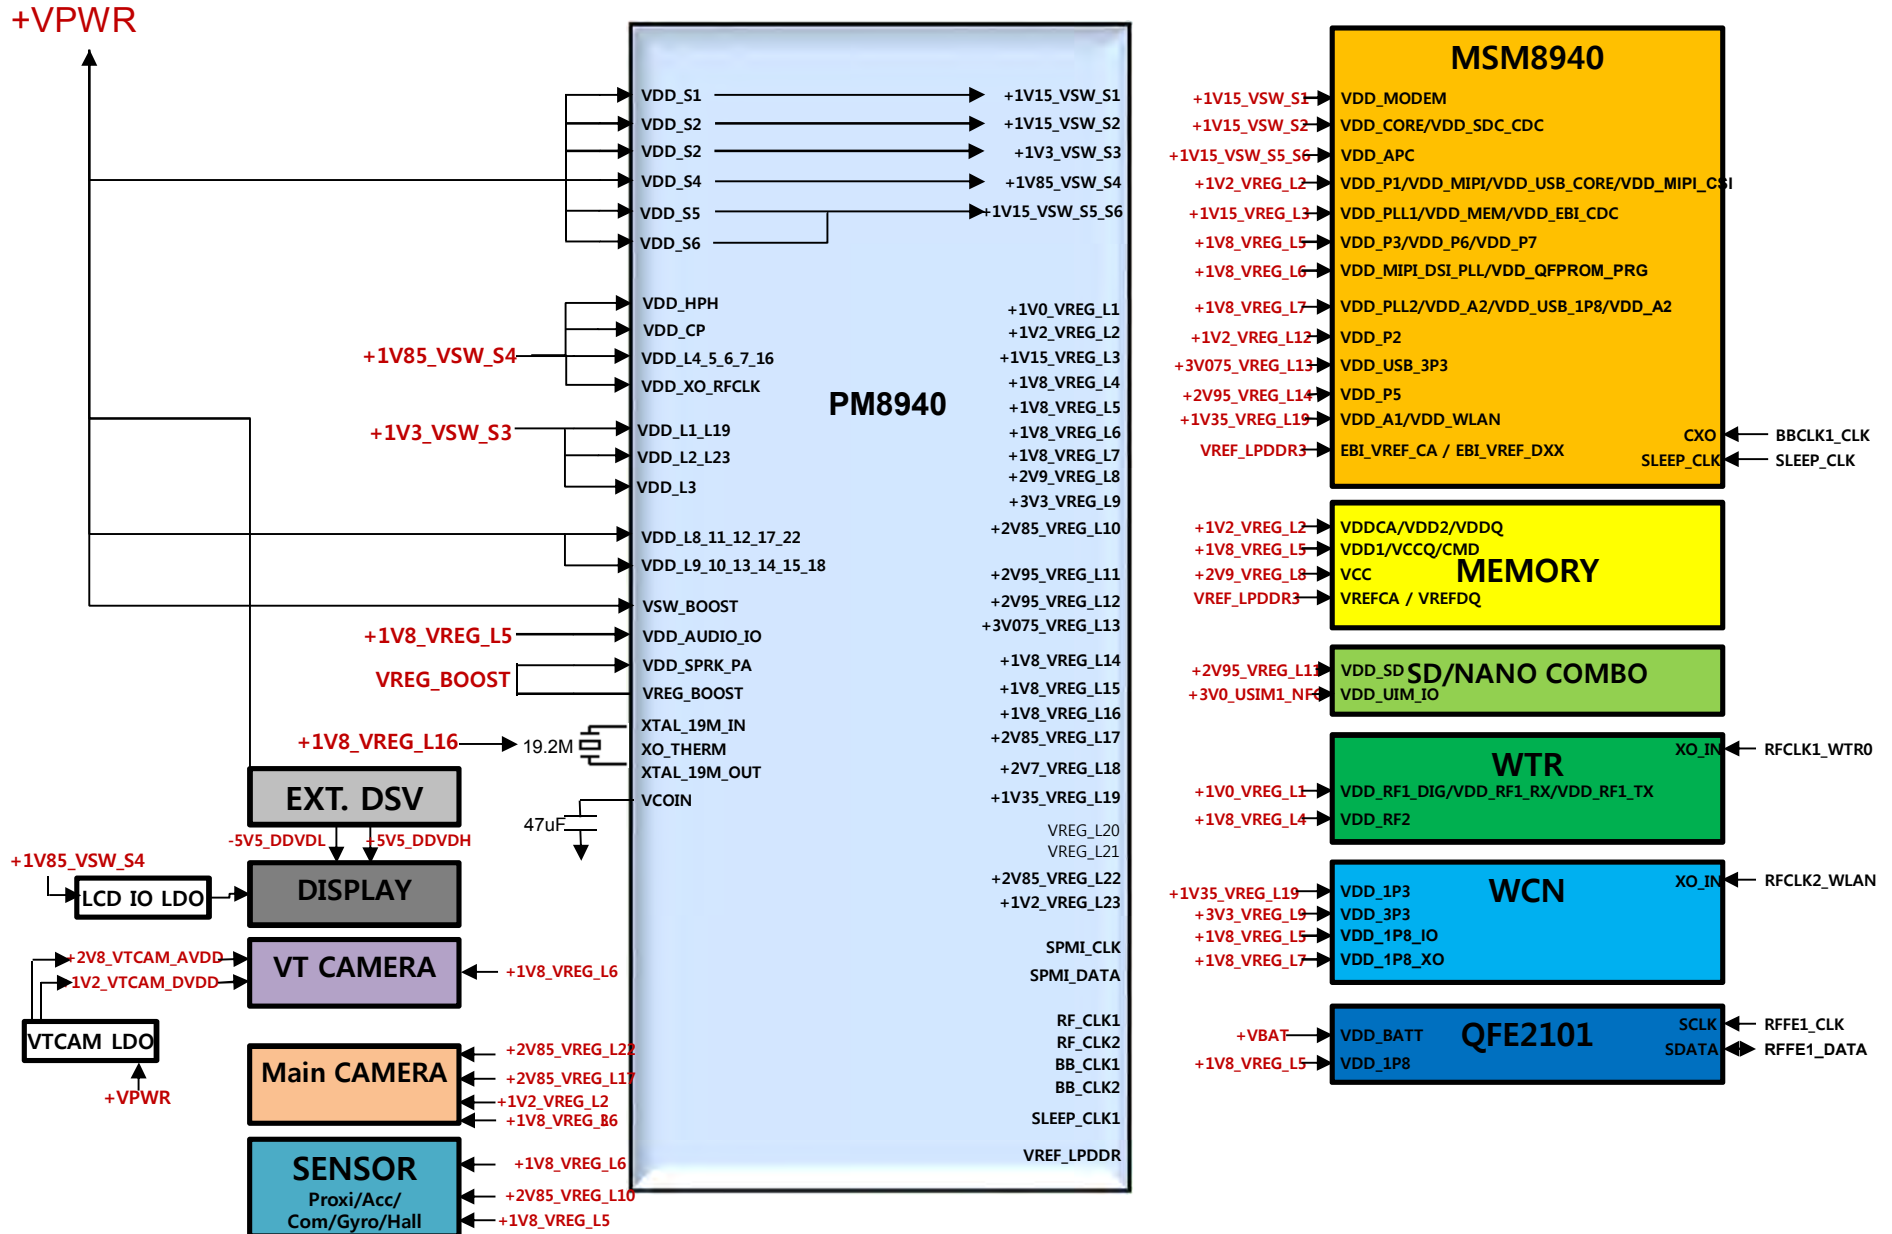 +VPWR
VDD_S1
VDD_S2
VDD_S2
VDD_S4
VDD_S5
VDD_S6
+1V15_VSW_S1
+1V15_VSW_S2
+1V3_VSW_S3
+1V85_VSW_S4
+1V15_VSW_S5_S6
+1V85_VSW_S4
VDD_HPH
VDD_CP
VDD_L4_5_6_7_16
VDD_XO_RFCLK
+1V3_VSW_S3
VDD_L1_L19
VDD_L2_L23
VDD_L3
VDD_L8_11_12_17_22
VDD_L9_10_13_14_15_18
VSW_BOOST
+1V8_VREG_L5
VDD_AUDIO_IO
VREG_BOOST
VDD_SPRK_PA
VREG_BOOST
+1V8_VREG_L16
19.2M
XTAL_19M_IN
XO_THERM
XTAL_19M_OUT
VCOIN
47uF
PM8940
+1V0_VREG_L1
+1V2_VREG_L2
+1V15_VREG_L3
+1V8_VREG_L4
+1V8_VREG_L5
+1V8_VREG_L6
+1V8_VREG_L7
+2V9_VREG_L8
+3V3_VREG_L9
+2V85_VREG_L10
+2V95_VREG_L11
+2V95_VREG_L12
+3V075_VREG_L13
+1V8_VREG_L14
+1V8_VREG_L15
+1V8_VREG_L16
+2V85_VREG_L17
+2V7_VREG_L18
+1V35_VREG_L19
VREG_L20
VREG_L21
+2V85_VREG_L22
+1V2_VREG_L23
SPMI_CLK
SPMI_DATA
RF_CLK1
RF_CLK2
BB_CLK1
BB_CLK2
SLEEP_CLK1
VREF_LPDDR
EXT. DSV
-5V5_DDVDL
+5V5_DDVDH
+1V85_VSW_S4
LCD IO LDO
DISPLAY
+2V8_VTCAM_AVDD
1V2_VTCAM_DVDD
VT CAMERA
+1V8_VREG_L6
VTCAM LDO
+VPWR
Main CAMERA
+2V85_VREG_L22
+2V85_VREG_L17
+1V2_VREG_L2
+1V8_VREG_L6
SENSOR
Proxi/Acc/
Com/Gyro/Hall
+1V8_VREG_L6
+2V85_VREG_L10
+1V8_VREG_L5
MSM8940
+1V15_VSW_S1 VDD_MODEM
+1V15_VSW_S2 VDD_CORE/VDD_SDC_CDC
+1V15_VSW_S5_S6 VDD_APC
+1V2_VREG_L2 VDD_P1/VDD_MIPI/VDD_USB_CORE/VDD_MIPI_CSI
+1V15_VREG_L3 VDD_PLL1/VDD_MEM/VDD_EBI_CDC
+1V8_VREG_L5 VDD_P3/VDD_P6/VDD_P7
+1V8_VREG_L6 VDD_MIPI_DSI_PLL/VDD_QFPROM_PRG
+1V8_VREG_L7 VDD_PLL2/VDD_A2/VDD_USB_1P8/VDD_A2
+1V2_VREG_L12 VDD_P2
+3V075_VREG_L13 VDD_USB_3P3
+2V95_VREG_L14 VDD_P5
+1V35_VREG_L19 VDD_A1/VDD_WLAN
CXO BBCLK1_CLK
VREF_LPDDR3 EBI_VREF_CA / EBI_VREF_DXX
SLEEP_CLK SLEEP_CLK
+1V2_VREG_L2 VDDCA/VDD2/VDDQ
+1V8_VREG_L5 VDD1/VCCQ/CMD
+2V9_VREG_L8 VCC
MEMORY
VREF_LPDDR3 VREFCA / VREFDQ
+2V95_VREG_L11 VDD_SD
SD/NANO COMBO
+3V0_USIM1_NFC VDD_UIM_IO
XO_IN RFCLK1_WTR0
WTR
+1V0_VREG_L1 VDD_RF1_DIG/VDD_RF1_RX/VDD_RF1_TX
+1V8_VREG_L4 VDD_RF2
XO_IN RFCLK2_WLAN
WCN
+1V35_VREG_L19 VDD_1P3
+3V3_VREG_L9 VDD_3P3
+1V8_VREG_L5 VDD_1P8_IO
+1V8_VREG_L7 VDD_1P8_XO
SCLK RFFE1_CLK
+VBAT VDD_BATT
QFE2101
SDATA RFFE1_DATA
+1V8_VREG_L5 VDD_1P8